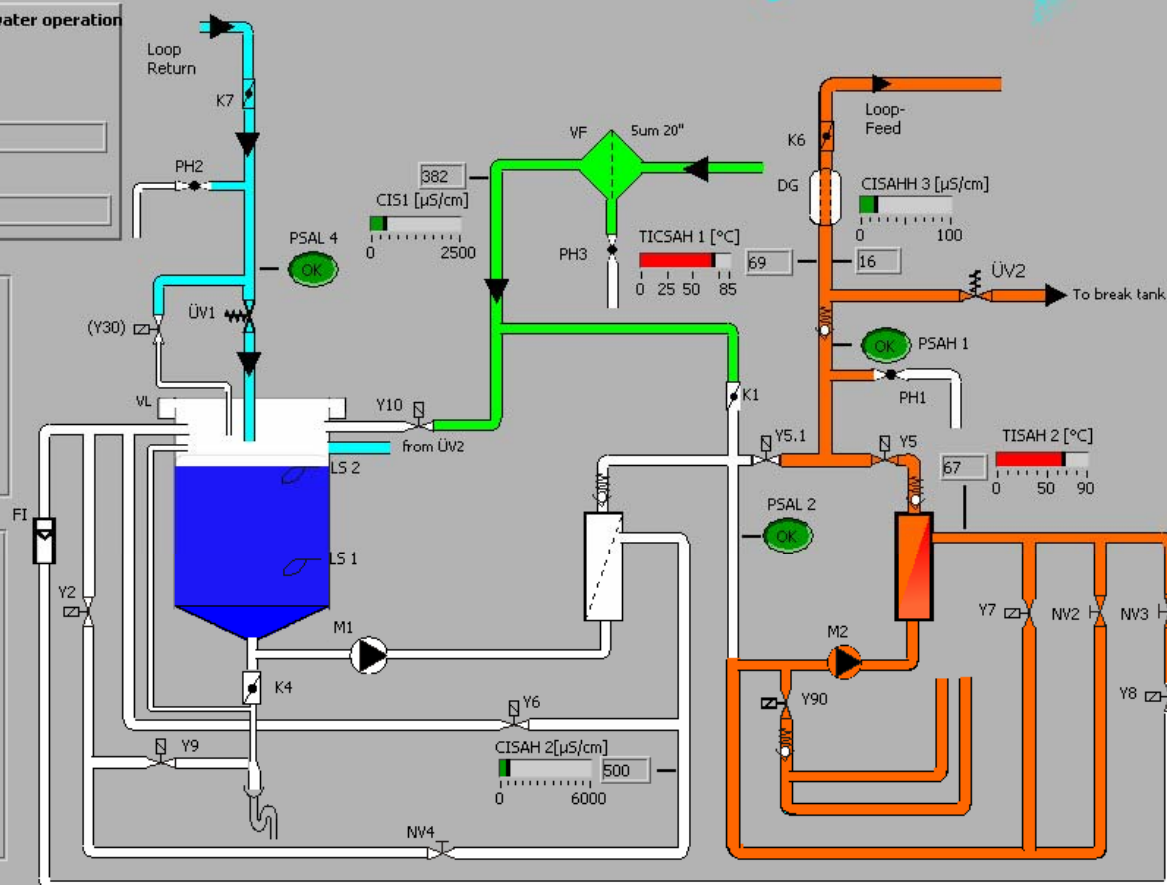 water operation
Loop
Return
K7
PH2
PSAL 4
OK
ÜV1
(Y30)
VL
382
CIS1 [µS/cm]
0 2500
VF
5um 20"
PH3
TICSAH 1 [°C]
0 25 50 85
69
K6
Loop-
Feed
DG
CISAHH 3 [µS/cm]
0 100
16
ÜV2
To break tank
OK
PSAH 1
PH1
K1
Y10
from ÜV2
LS 2
LS 1
Y5.1
Y5
TISAH 2 [°C]
67
0 50 90
PSAL 2
OK
FI
Y2
M1
K4
Y6
Y9
CISAH 2[µS/cm]
500
0 6000
NV4
M2
Y90
Y7
NV2
NV3
Y8